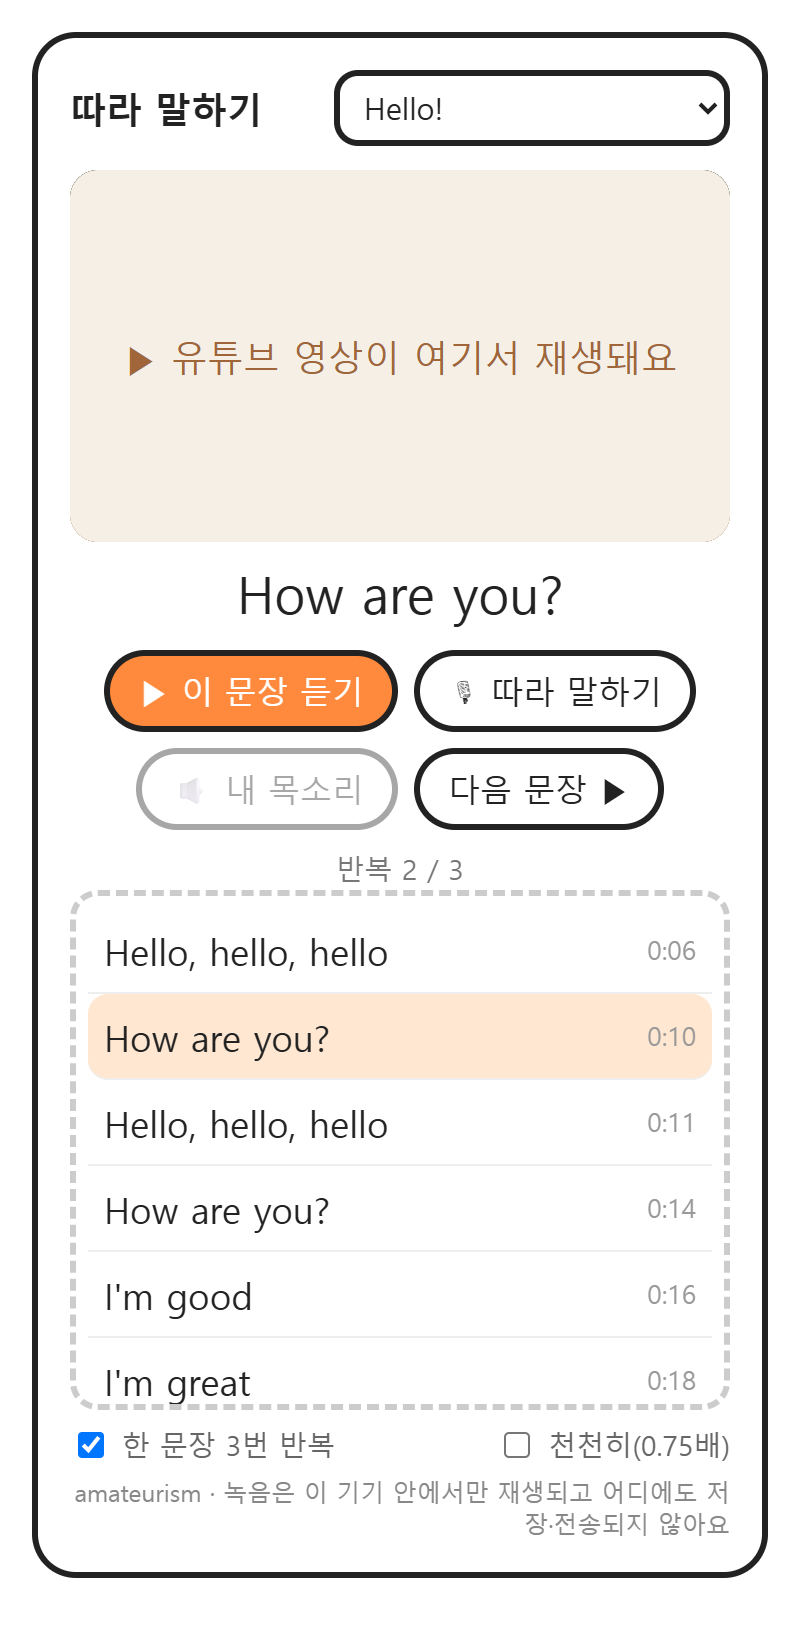 따라 말하기
Hello!
▶ 유튜브 영상이 여기서 재생돼요
How are you?
▶ 이 문장 듣기
🎙 따라 말하기
🔈 내 목소리
다음 문장 ▶
반복 2 / 3
Hello, hello, hello 0:06
How are you? 0:10
Hello, hello, hello 0:11
How are you? 0:14
I'm good 0:16
I'm great 0:18
한 문장 3번 반복
천천히(0.75배)
amateurism · 녹음은 이 기기 안에서만 재생되고 어디에도 저
장·전송되지 않아요